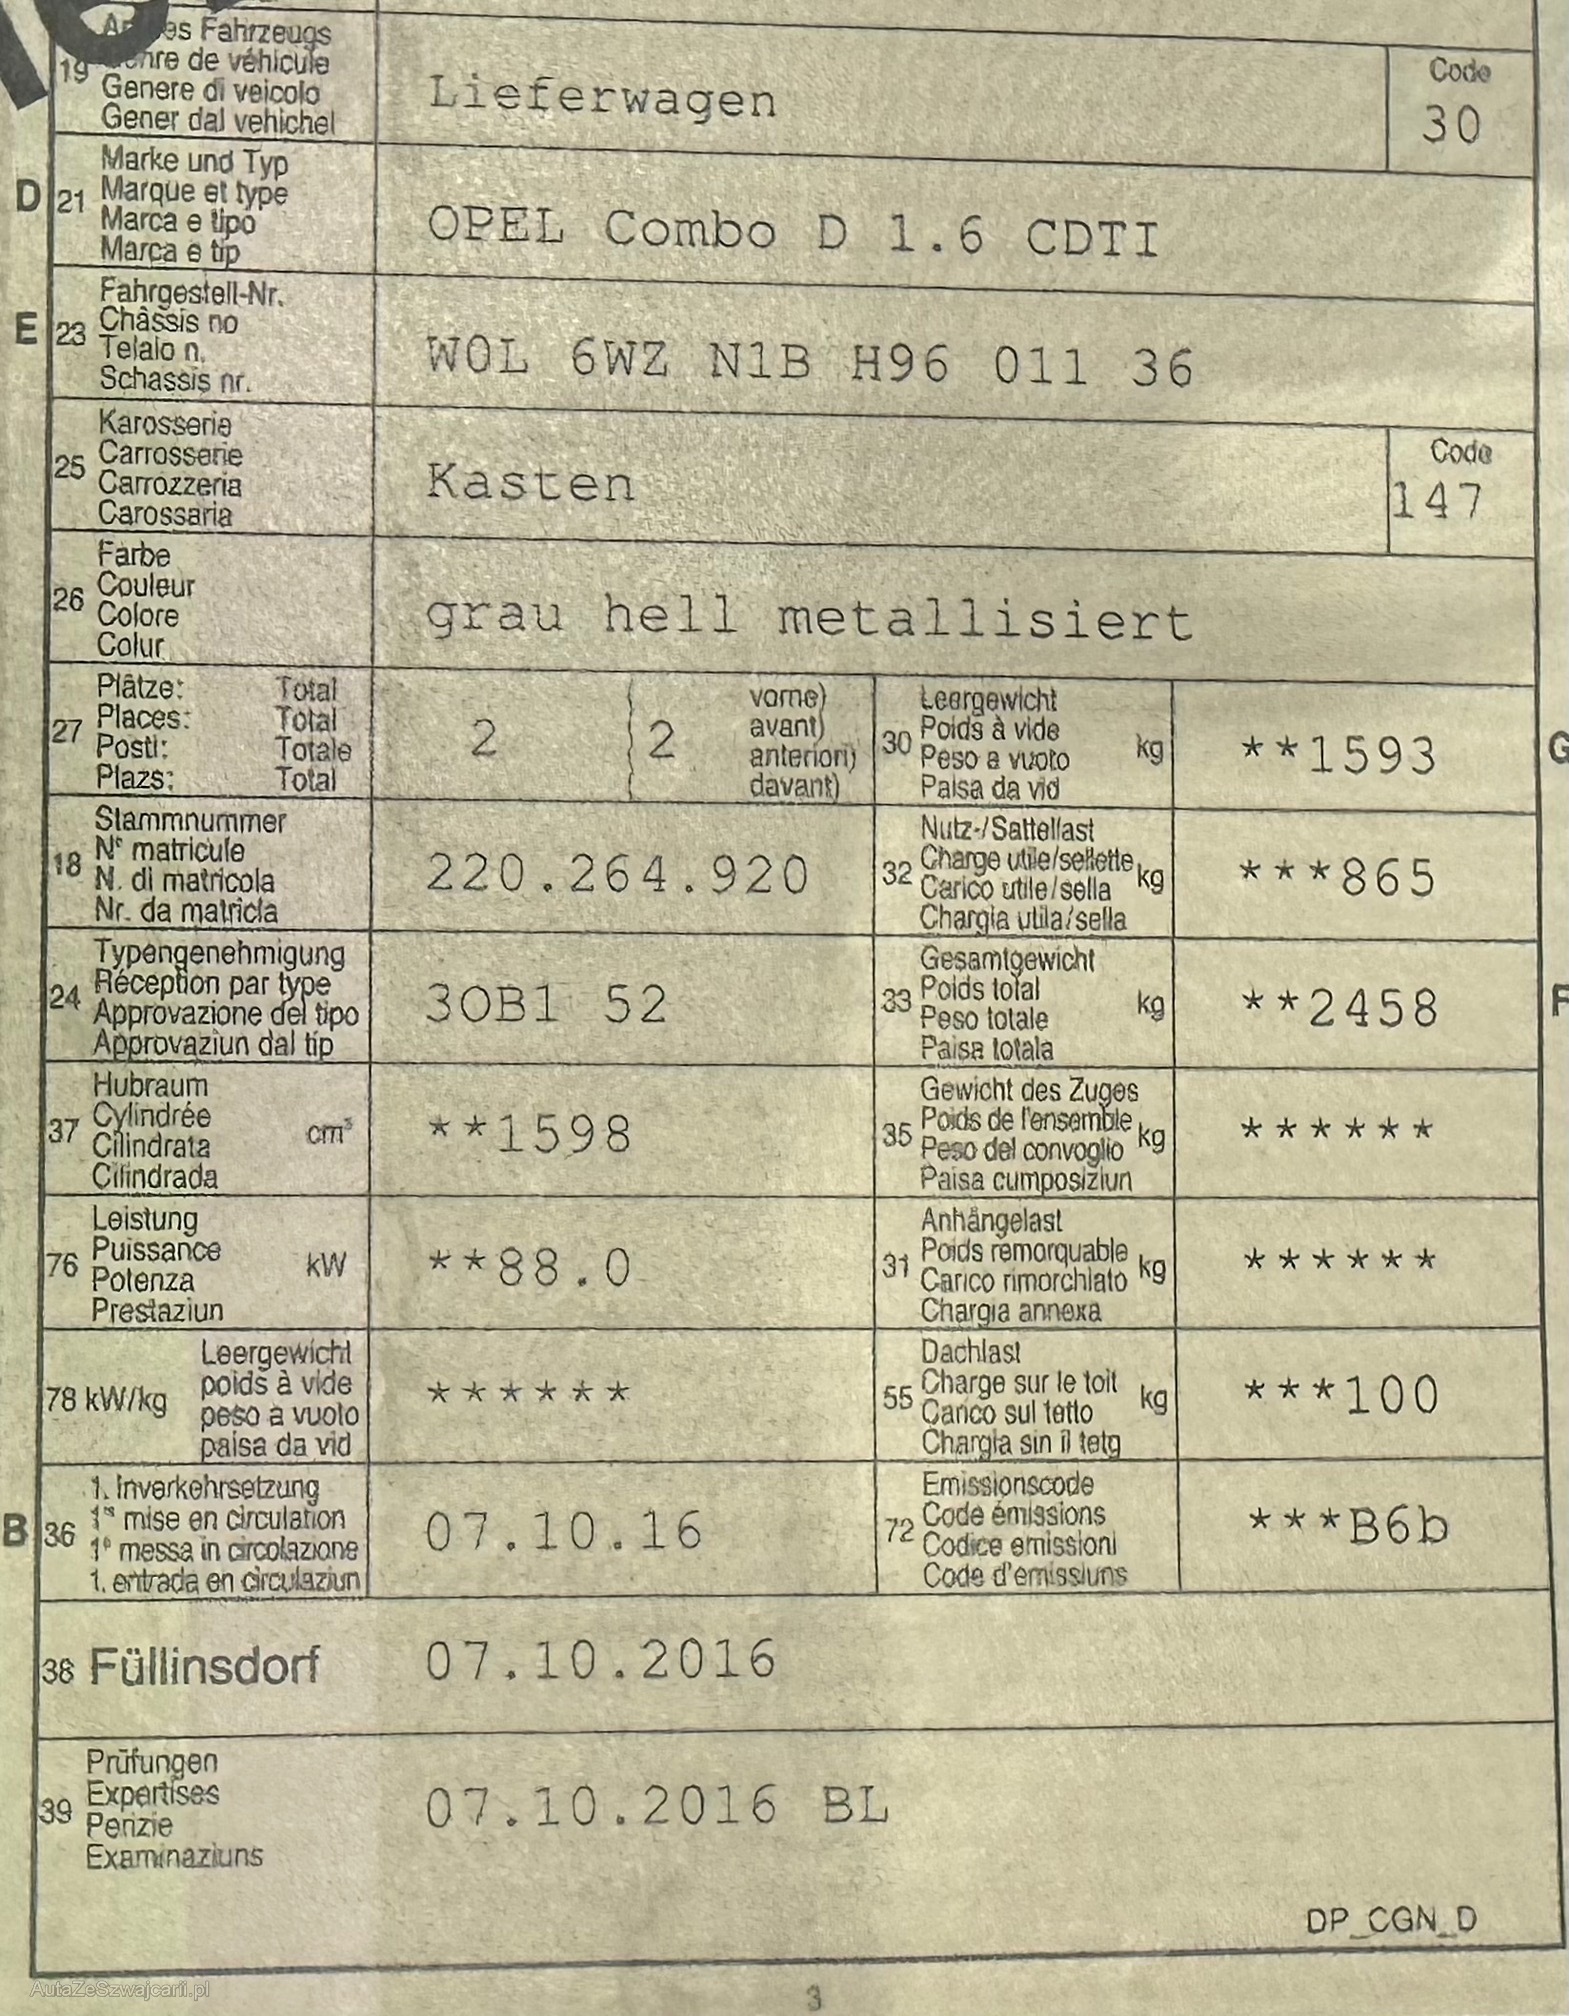 19 Fahrzeugs
de véhicule
Genere di veicolo
Gener dal vehichel
Lieferwagen
Code
30
D 21 Marke und Typ
Marque et type
Marca e tipo
Marca e tip
OPEL Combo D 1.6 CDTI
E 23 Fahrgestell-Nr.
Châssis no
Telaio n.
Schassis nr.
W0L 6WZ N1B H96 011 36
25 Karosserie
Carrosserie
Carrozzeria
Carossaria
Kasten
Code
147
26 Farbe
Couleur
Colore
Colur
grau hell metallisiert
27 Plätze: Total
Places: Total
Posti: Totale
Plazs: Total
2 2
vorne)
avant)
anteriori)
davant)
30 Leergewicht
Poids à vide
Peso a vuoto kg
Paisa da vid
**1593
G
18 Stammnummer
N° matricule
N. di matricola
Nr. da matricla
220.264.920
32 Nutz-/Sattellast
Charge utile/sellette kg
Carico utile/sella
Chargia utila/sella
***865
24 Typengenehmigung
Réception par type
Approvazione del tipo
Approvaziun dal tip
3OB1 52
33 Gesamtgewicht
Poids total kg
Peso totale
Paisa totala
**2458
F
37 Hubraum
Cylindrée cm³
Cilindrata
Cilindrada
**1598
35 Gewicht des Zuges
Poids de l'ensemble kg
Peso del convoglio
Paisa cumposiziun
******
76 Leistung
Puissance kW
Potenza
Prestaziun
**88.0
31 Anhängelast
Poids remorquable kg
Carico rimorchiato
Chargia annexa
******
78 kW/kg Leergewicht
poids à vide
peso a vuoto
paisa da vid
******
55 Dachlast
Charge sur le toit kg
Carico sul tetto
Chargia sin il tetg
***100
B 36 1. Inverkehrsetzung
1re mise en circulation
1a messa in circolazione
1. entrada en circulaziun
07.10.16
72 Emissionscode
Code émissions
Codice emissioni
Code d'emissiuns
***B6b
38 Füllinsdorf 07.10.2016
39 Prüfungen
Expertises
Perizie
Examinaziuns
07.10.2016 BL
DP_CGN_D
AutaZeSzwajcarii.pl
3